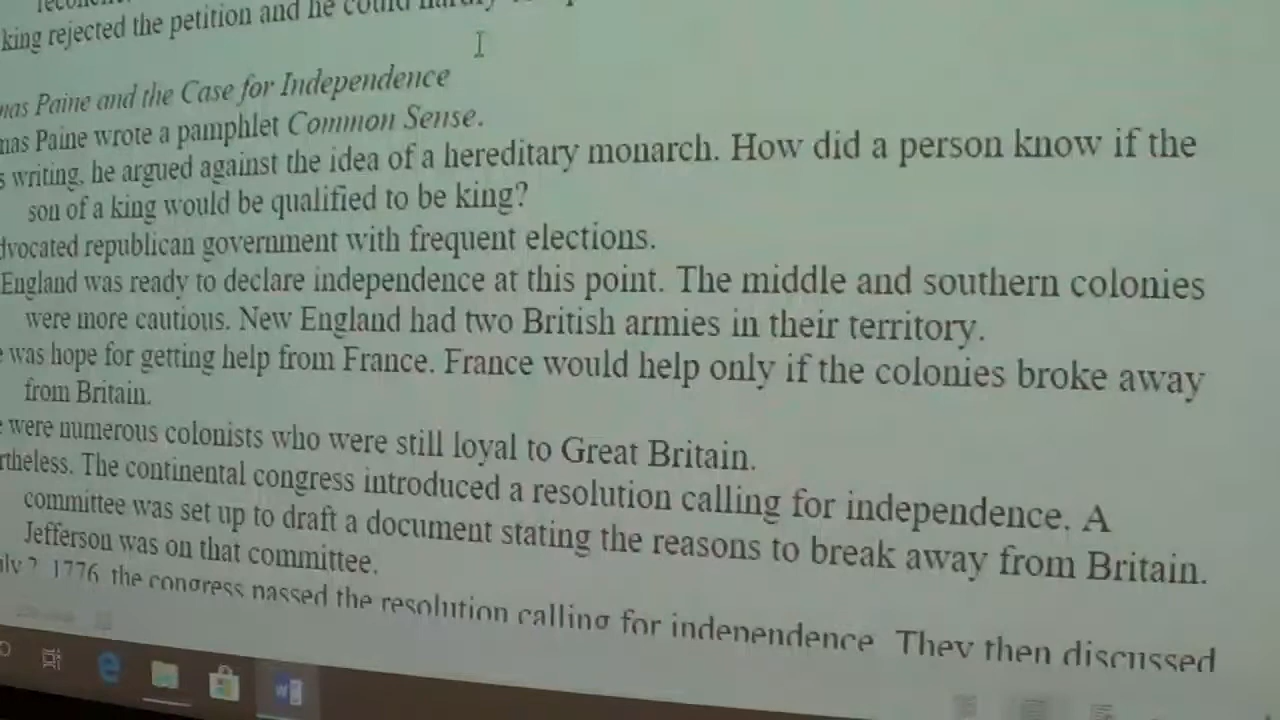 king rejected the petition and he could
mas Paine and the Case for Independence
mas Paine wrote a pamphlet Common Sense.
s writing, he argued against the idea of a hereditary monarch. How did a person know if the
son of a king would be qualified to be king?
dvocated republican government with frequent elections.
England was ready to declare independence at this point. The middle and southern colonies
were more cautious. New England had two British armies in their territory.
e was hope for getting help from France. France would help only if the colonies broke away
from Britain.
e were numerous colonists who were still loyal to Great Britain.
rtheless. The continental congress introduced a resolution calling for independence. A
committee was set up to draft a document stating the reasons to break away from Britain.
Jefferson was on that committee.
uly 2, 1776, the congress passed the resolution calling for independence. They then discussed